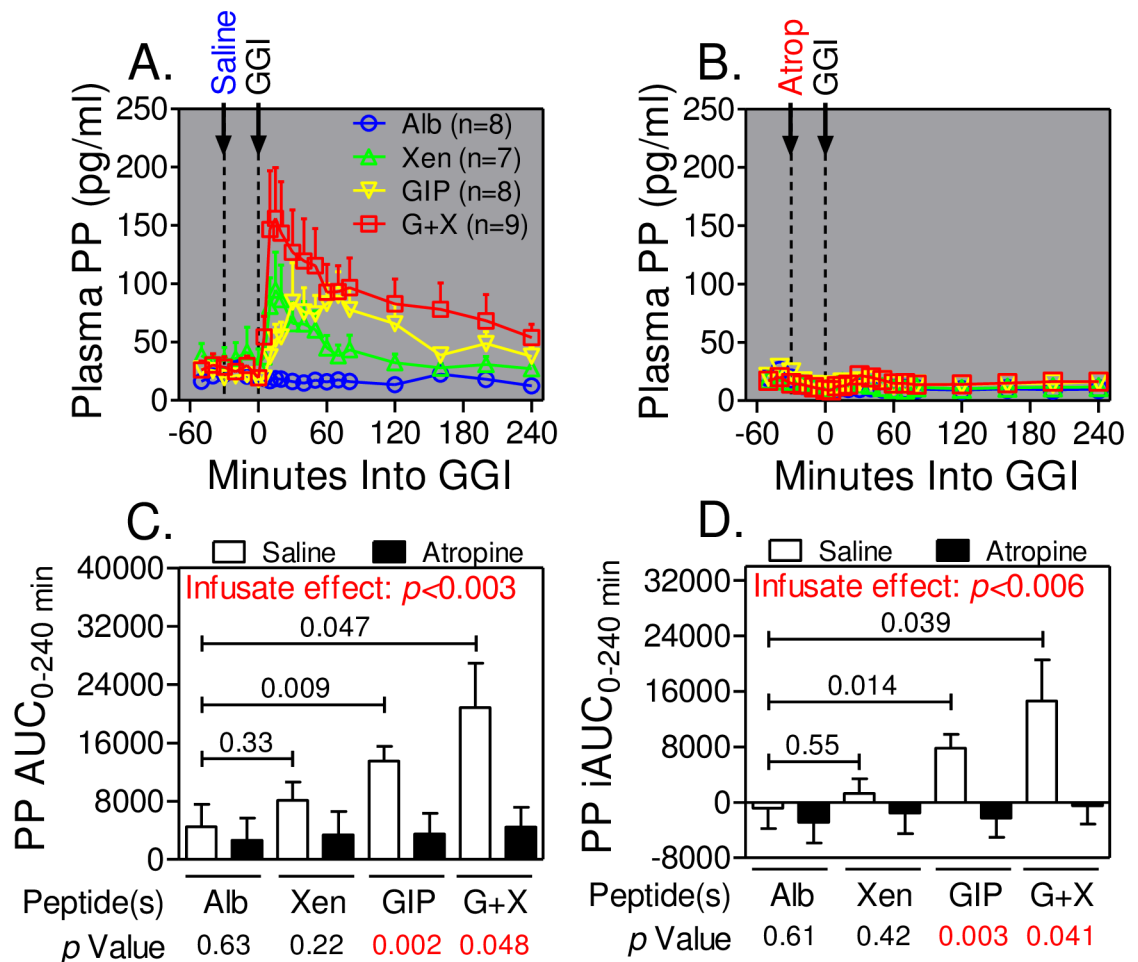 A.
Saline
GGI
Plasma PP (pg/ml)
250
200
150
100
50
0
Alb (n=8)
Xen (n=7)
GIP (n=8)
G+X (n=9)
-60 0 60 120 180 240
Minutes Into GGI
B.
Atrop
GGI
Plasma PP (pg/ml)
250
200
150
100
50
0
-60 0 60 120 180 240
Minutes Into GGI
C.
Saline Atropine
PP AUC0-240 min
40000
32000
24000
16000
8000
0
Infusate effect: p<0.003
0.047
0.009
0.33
Peptide(s) Alb Xen GIP G+X
p Value 0.63 0.22 0.002 0.048
D.
Saline Atropine
PP iAUC0-240 min
32000
24000
16000
8000
0
-8000
Infusate effect: p<0.006
0.039
0.014
0.55
Peptide(s) Alb Xen GIP G+X
p Value 0.61 0.42 0.003 0.041